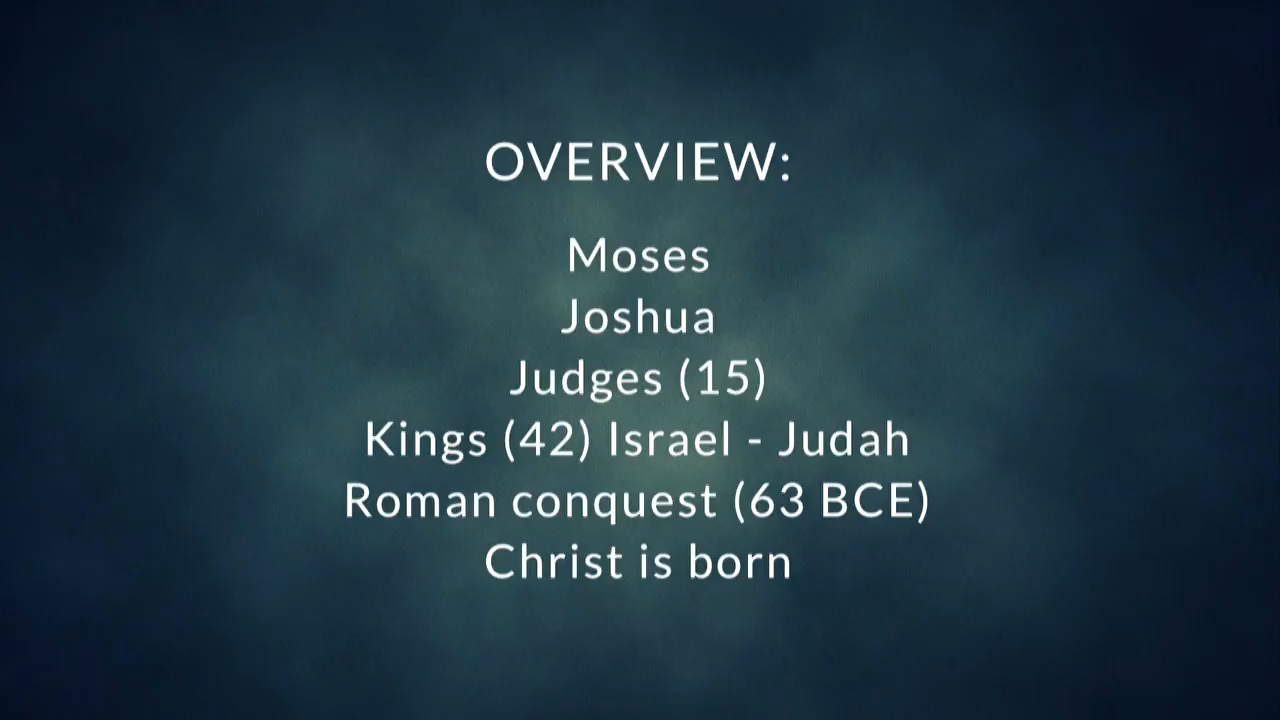 OVERVIEW:
Moses
Joshua
Judges (15)
Kings (42) Israel - Judah
Roman conquest (63 BCE)
Christ is born